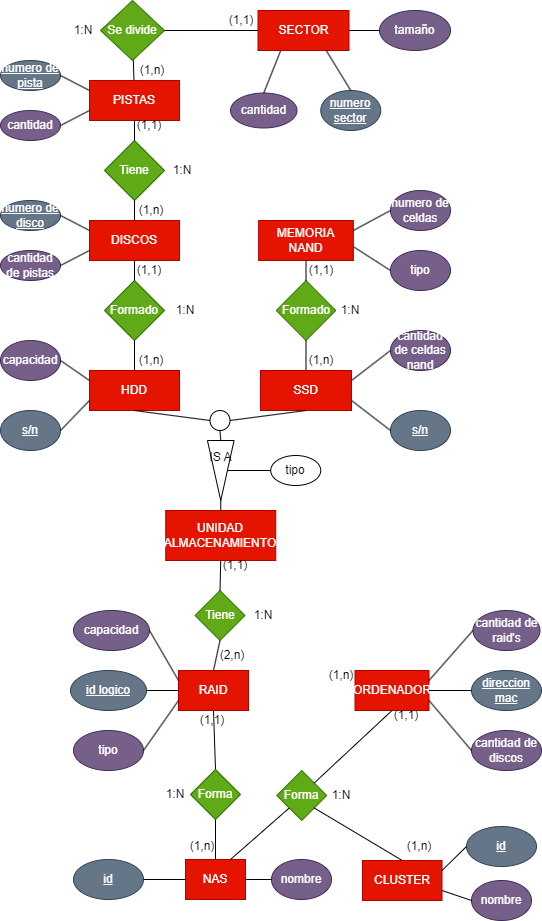 1:N
Se divide
(1,1)
SECTOR
tamaño
(1,n)
numero de
pista
PISTAS
cantidad
numero
sector
cantidad
(1,1)
Tiene
1:N
(1,n)
numero de
disco
DISCOS
cantidad
de pistas
(1,1)
MEMORIA
NAND
numero de
celdas
tipo
(1,1)
Formado
1:N
Formado
1:N
(1,n)
(1,n)
capacidad
HDD
s/n
SSD
cantidad
de celdas
nand
s/n
IS A
tipo
UNIDAD
ALMACENAMIENTO
(1,1)
Tiene
1:N
(2,n)
capacidad
id logico
RAID
tipo
(1,1)
(1,n)
ORDENADOR
cantidad de
raid's
direccion
mac
cantidad de
discos
(1,1)
1:N
Forma
Forma
1:N
(1,n)
(1,n)
id
NAS
nombre
CLUSTER
id
nombre